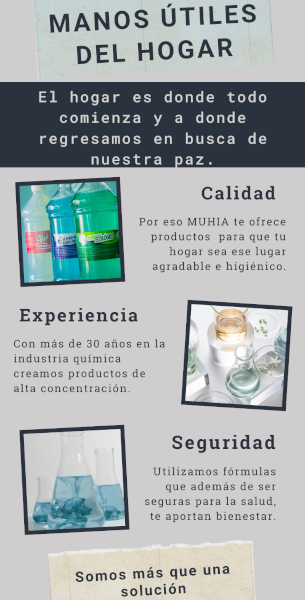 MANOS ÚTILES
DEL HOGAR
El hogar es donde todo
comienza y a donde
regresamos en busca de
nuestra paz.
Calidad
Por eso MUHIA te ofrece
productos para que tu
hogar sea ese lugar
agradable e higiénico.
Experiencia
Con más de 30 años en la
industria química
creamos productos de
alta concentración.
Seguridad
Utilizamos fórmulas
que además de ser
seguras para la salud,
te aportan bienestar.
Somos más que una
solución